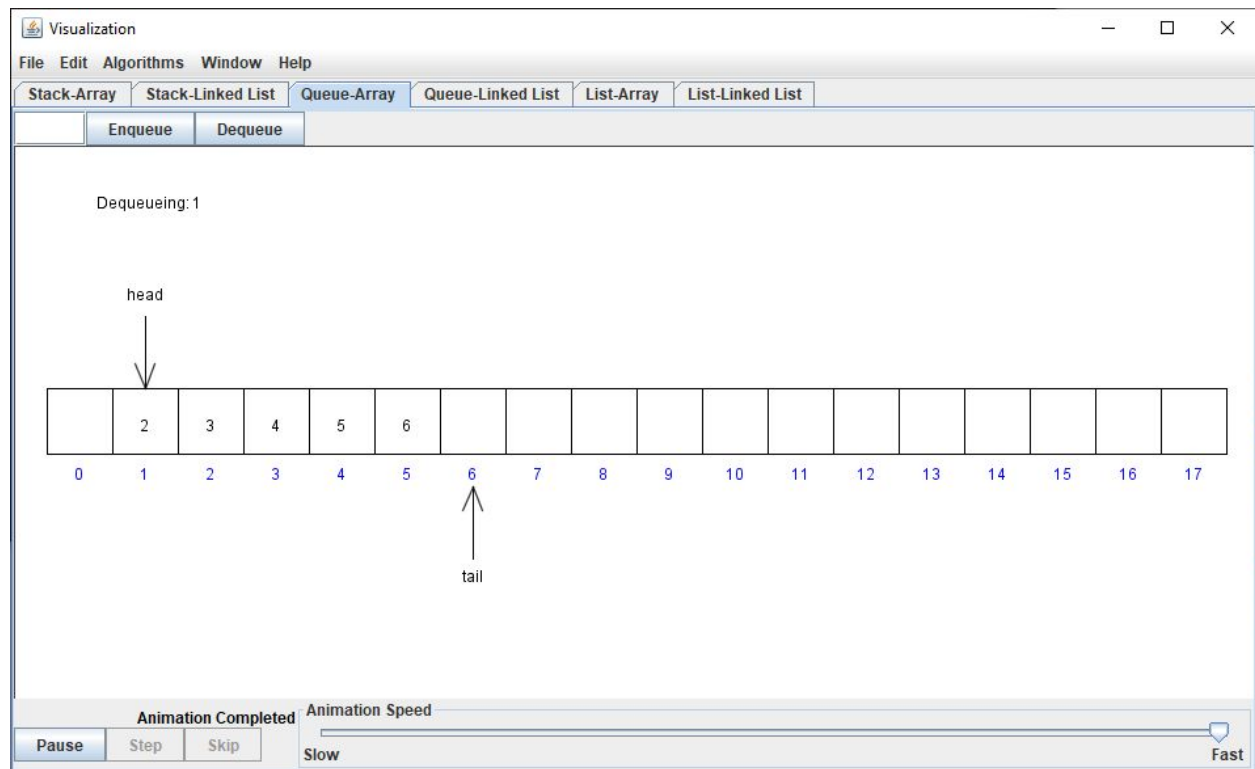 Visualization
File Edit Algorithms Window Help
Stack-Array Stack-Linked List Queue-Array Queue-Linked List List-Array List-Linked List
Enqueue Dequeue
Dequeueing: 1
head
2 3 4 5 6
0 1 2 3 4 5 6 7 8 9 10 11 12 13 14 15 16 17
tail
Animation Completed Animation Speed
Pause Step Skip Slow Fast